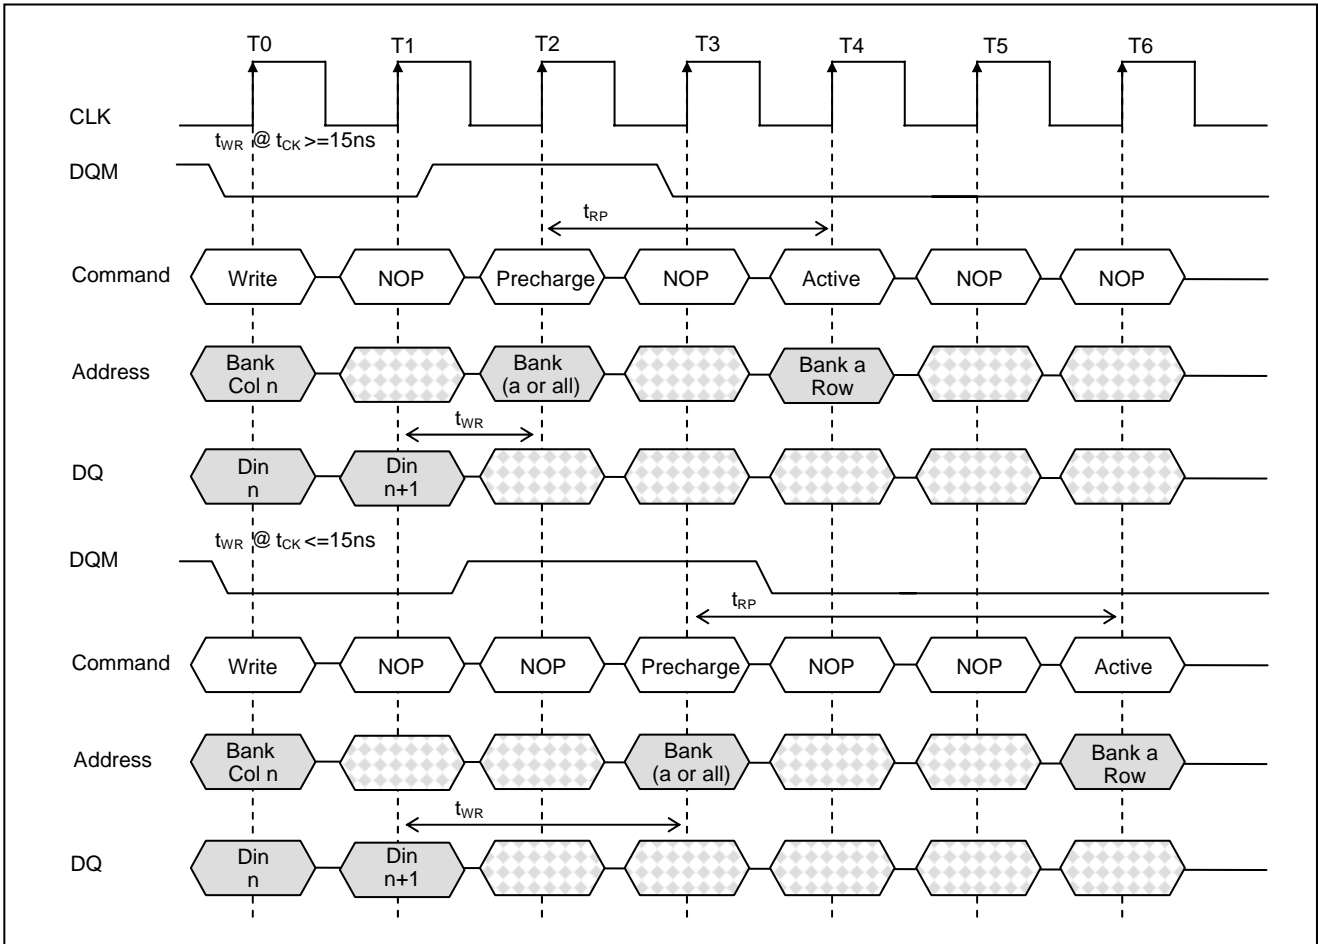 T0 T1 T2 T3 T4 T5 T6
CLK
tWR @ tCK >=15ns
DQM
tRP
Command Write NOP Precharge NOP Active NOP NOP
Address Bank Col n Bank (a or all) Bank a Row
tWR
DQ Din n Din n+1
tWR @ tCK <=15ns
DQM
tRP
Command Write NOP NOP Precharge NOP NOP Active
Address Bank Col n Bank (a or all) Bank a Row
tWR
DQ Din n Din n+1